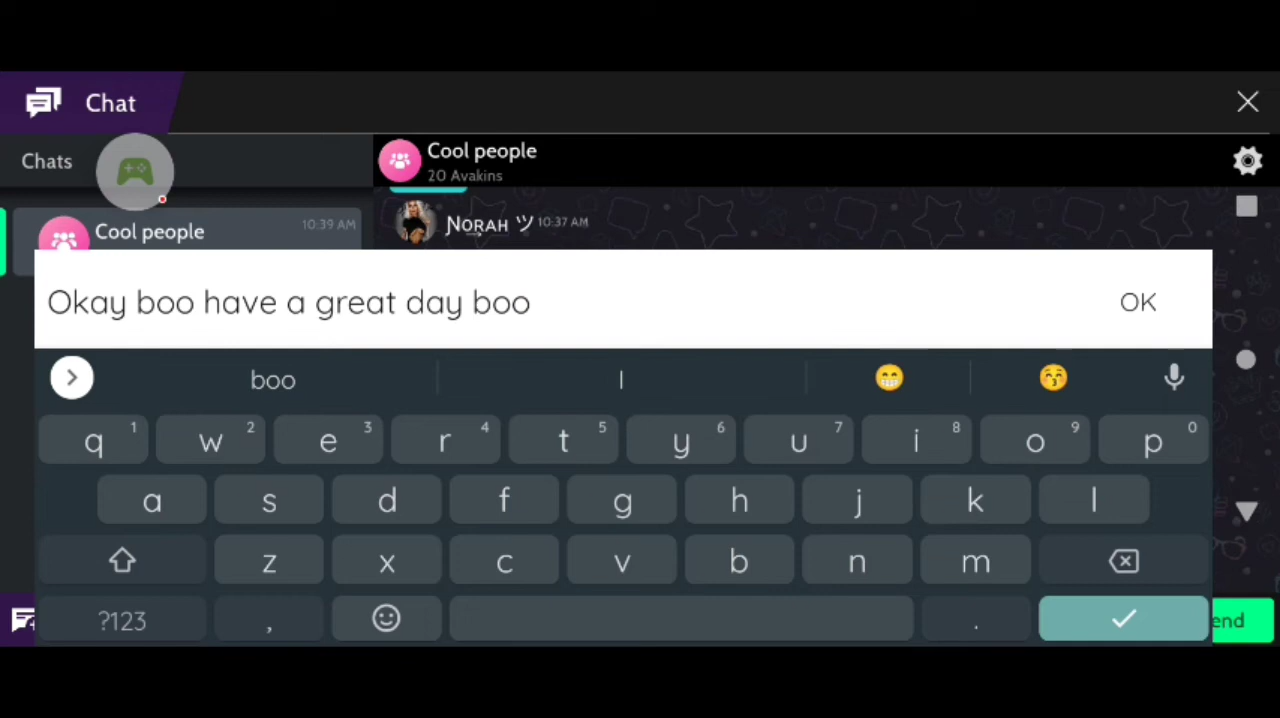 Chat
Chats
Cool people
20 Avakins
Cool people 10:39 AM
Norah ツ 10:37 AM
Okay boo have a great day boo OK
boo I 😁 😚
q 1 w 2 e 3 r 4 t 5 y 6 u 7 i 8 o 9 p 0
a s d f g h j k l
z x c v b n m
?123 , . end